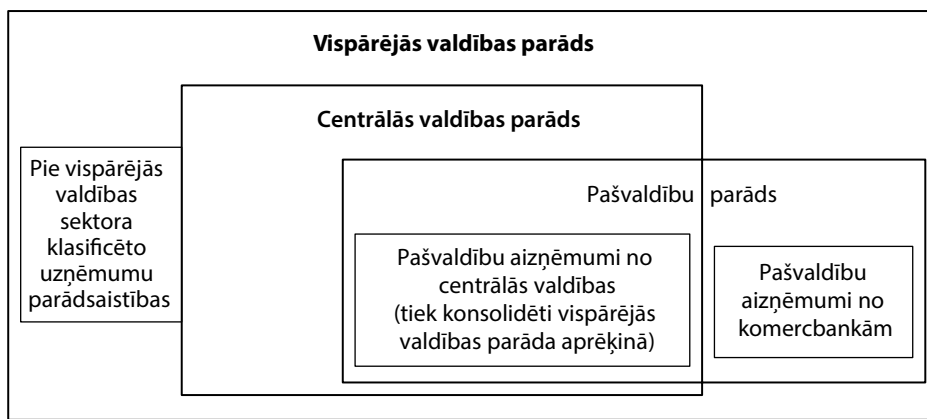 Vispārējās valdības parāds
Centrālās valdības parāds
Pie vispārējās
valdības
sektora
klasificēto
uzņēmumu
parādsaistības
Pašvaldību parāds
Pašvaldību aizņēmumi no
centrālās valdības
(tiek konsolidēti vispārējās
valdības parāda aprēķinā)
Pašvaldību
aizņēmumi no
komercbankām